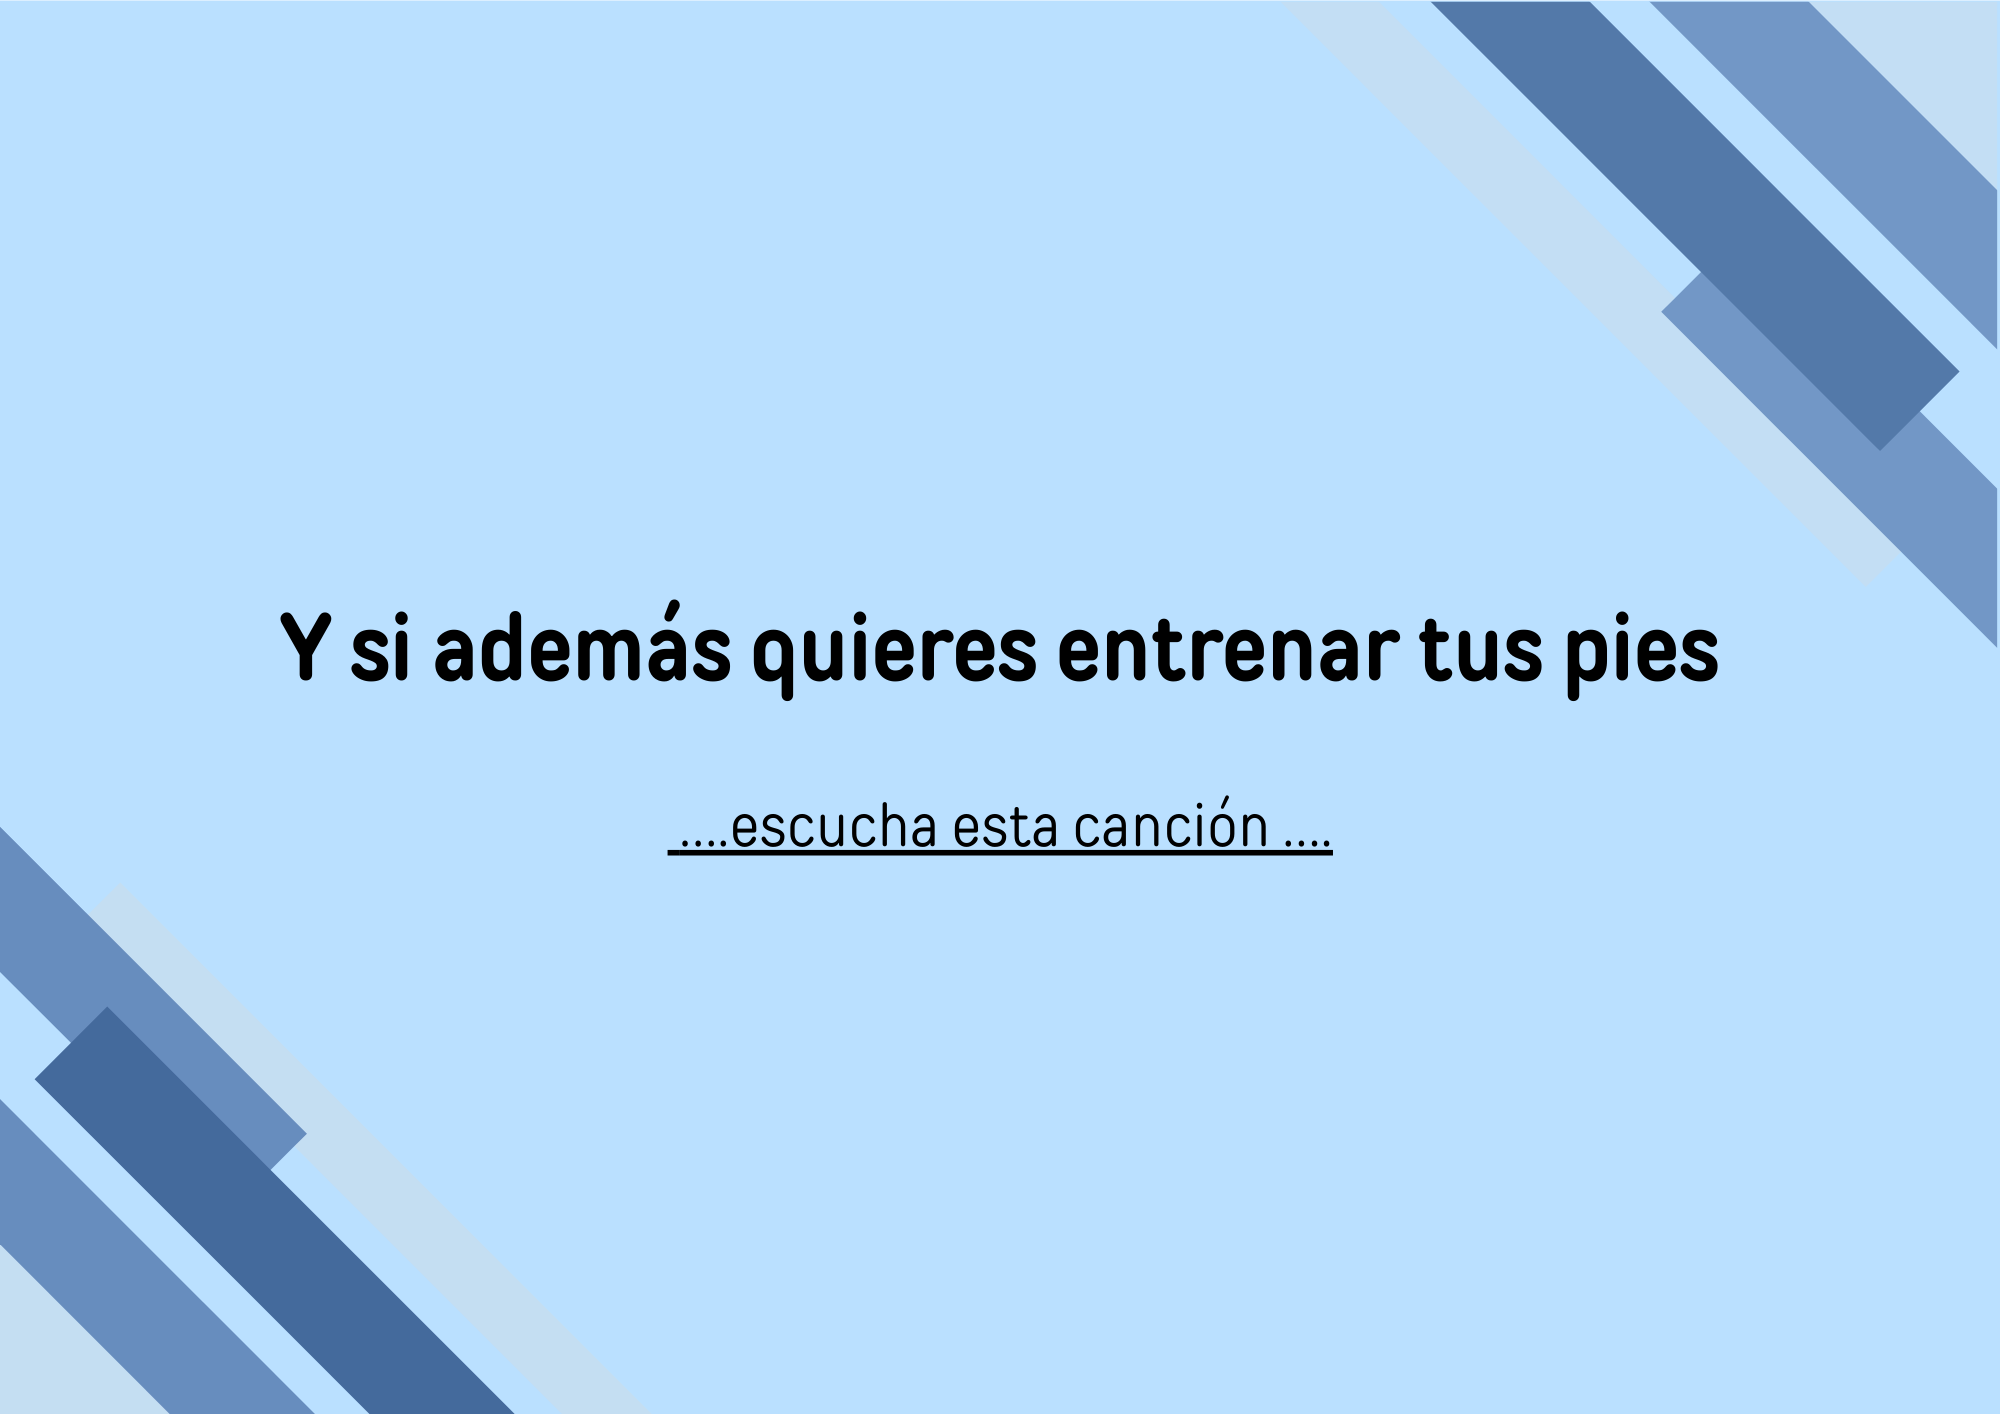 Y si además quieres entrenar tus pies
....escucha esta canción ....